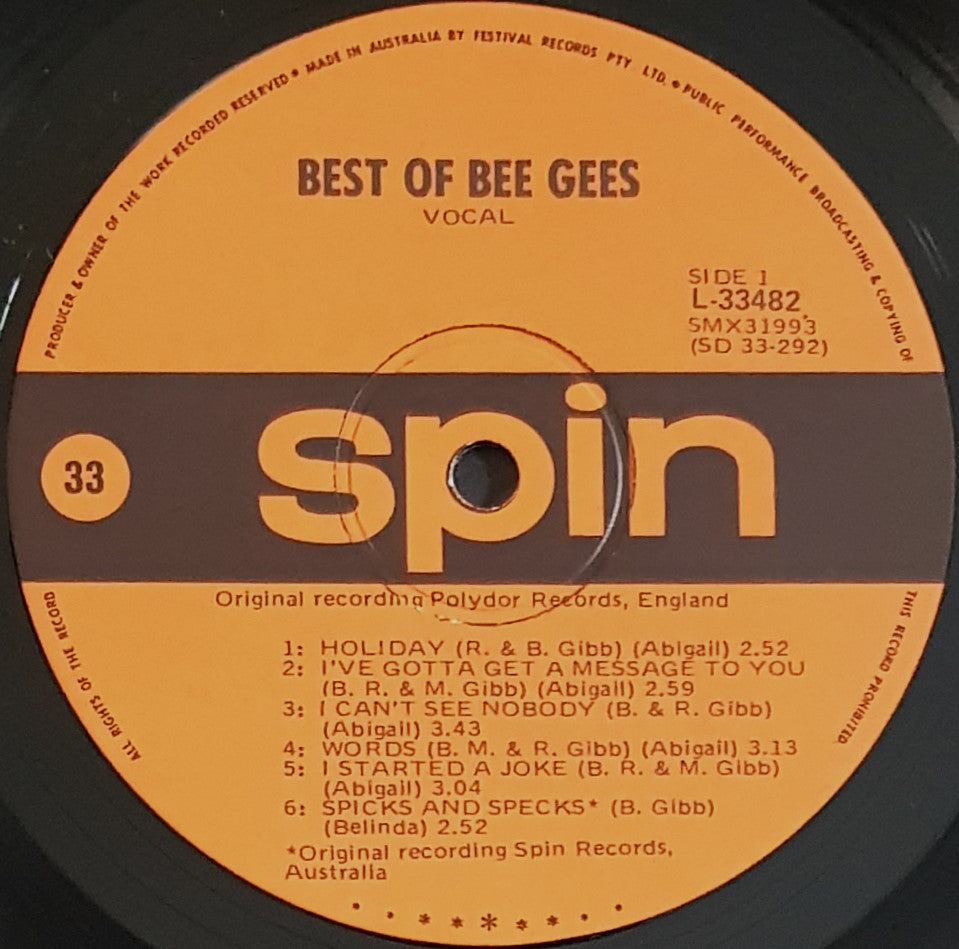 PRODUCER & OWNER OF THE WORK RECORDED RESERVED * MADE IN AUSTRALIA BY FESTIVAL RECORDS PTY. LTD. * PUBLIC PERFORMANCE BROADCASTING & COPYING OF
BEST OF BEE GEES
VOCAL
SIDE 1
L-33482
SMX31993
(SD 33-292)
33
spin
Original recording Polydor Records, England
1: HOLIDAY (R. & B. Gibb) (Abigail) 2.52
2: I'VE GOTTA GET A MESSAGE TO YOU
(B. R. & M. Gibb) (Abigail) 2.59
3: I CAN'T SEE NOBODY (B. & R. Gibb)
(Abigail) 3.43
4: WORDS (B. M. & R. Gibb) (Abigail) 3.13
5: I STARTED A JOKE (B. R. & M. Gibb)
(Abigail) 3.04
6: SPICKS AND SPECKS* (B. Gibb)
(Belinda) 2.52
*Original recording Spin Records,
Australia
ALL RIGHTS OF THE RECORD
THIS RECORD PROHIBITED